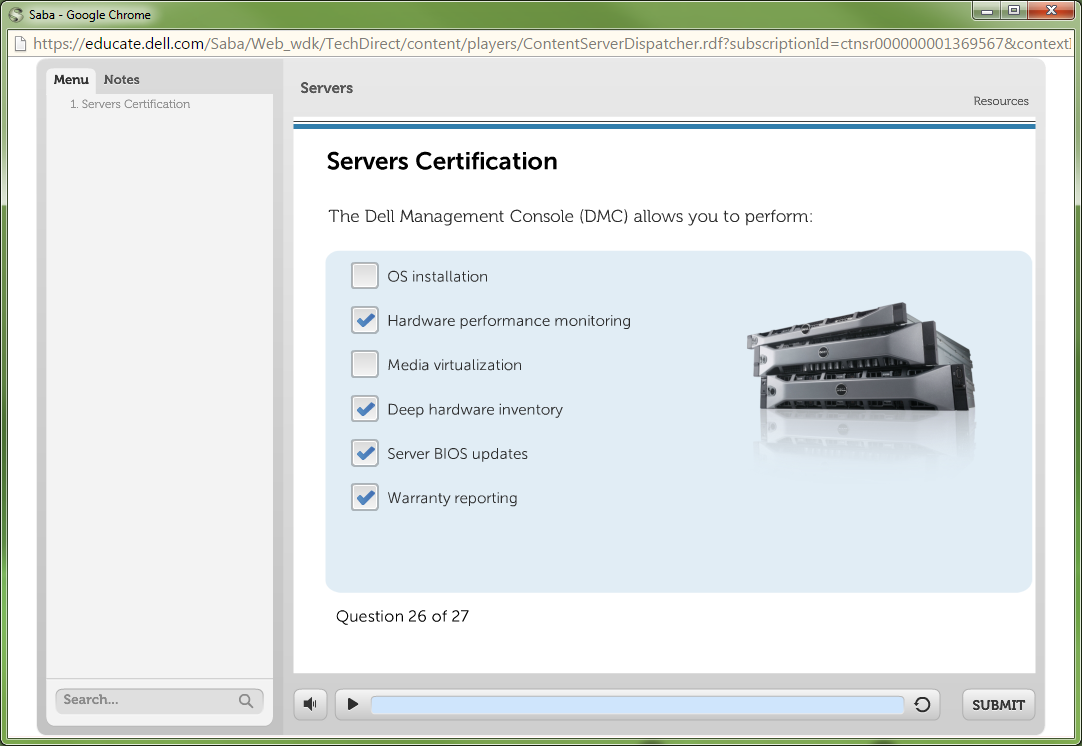 Saba - Google Chrome
https://educate.dell.com/Saba/Web_wdk/TechDirect/content/players/ContentServerDispatcher.rdf?subscriptionId=ctnsr000000001369567&context
Menu Notes
1. Servers Certification
Servers
Resources
Servers Certification
The Dell Management Console (DMC) allows you to perform:
OS installation
Hardware performance monitoring
Media virtualization
Deep hardware inventory
Server BIOS updates
Warranty reporting
Question 26 of 27
Search...
SUBMIT